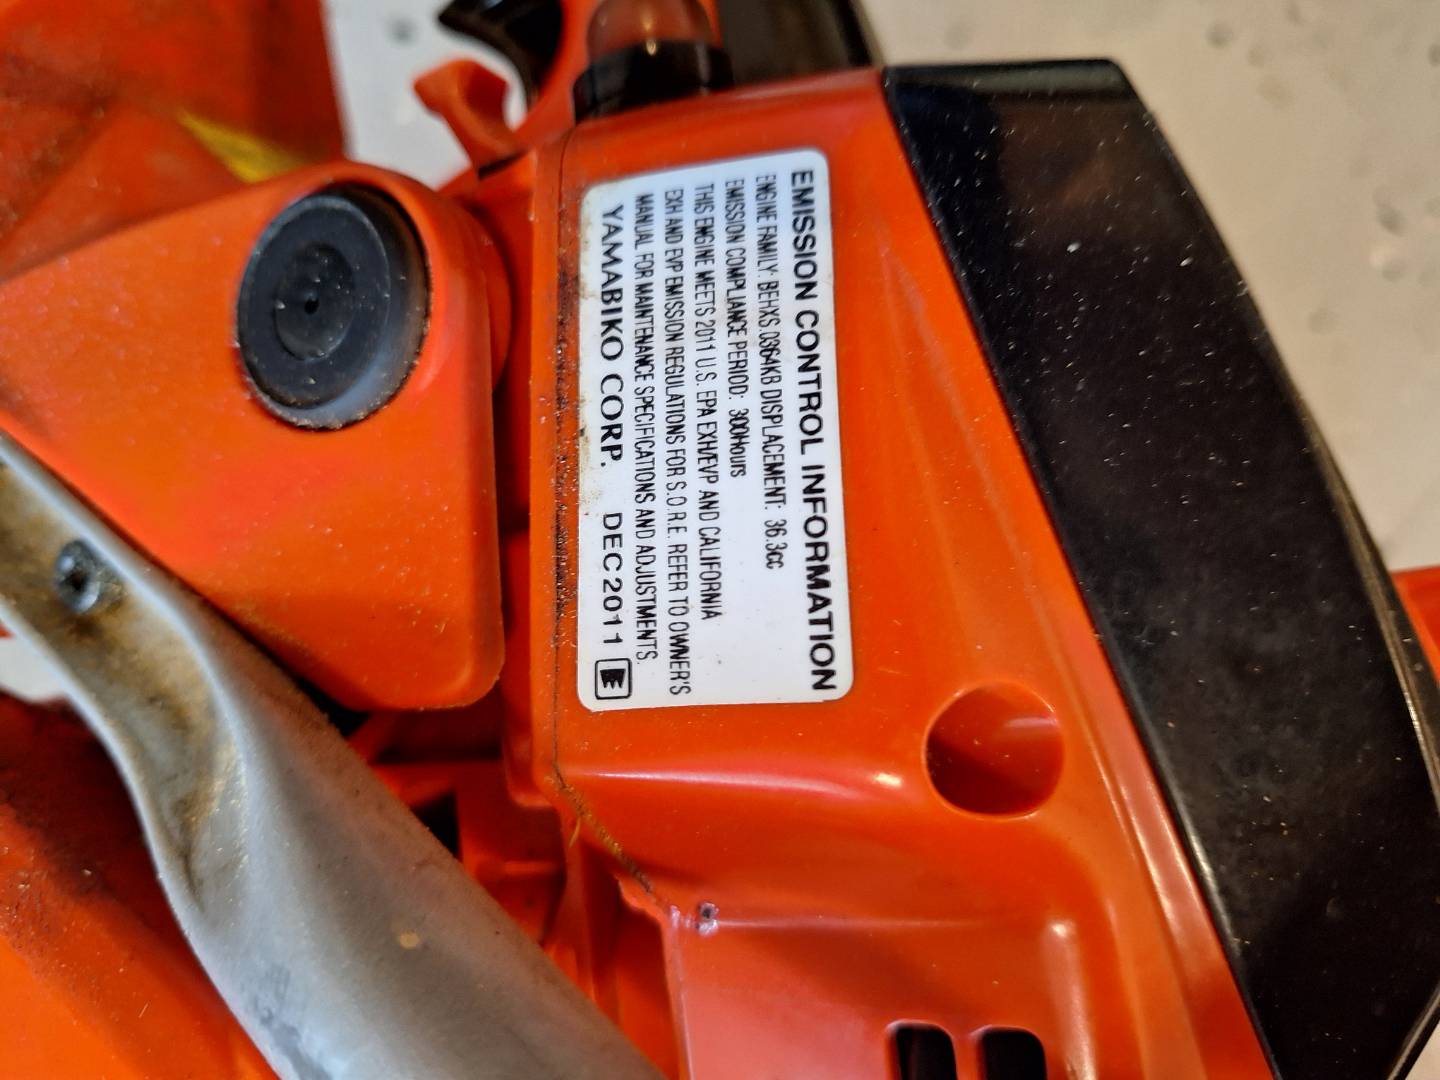 EMISSION CONTROL INFORMATION
ENGINE FAMILY: BEHXS.0364KB DISPLACEMENT: 36.3cc
EMISSION COMPLIANCE PERIOD: 300Hours
THIS ENGINE MEETS 2011 U.S. EPA EXH/EVP AND CALIFORNIA
EXH AND EVP EMISSION REGULATIONS FOR S.O.R.E. REFER TO OWNER'S
MANUAL FOR MAINTENANCE SPECIFICATIONS AND ADJUSTMENTS.
YAMABIKO CORP. DEC 2011